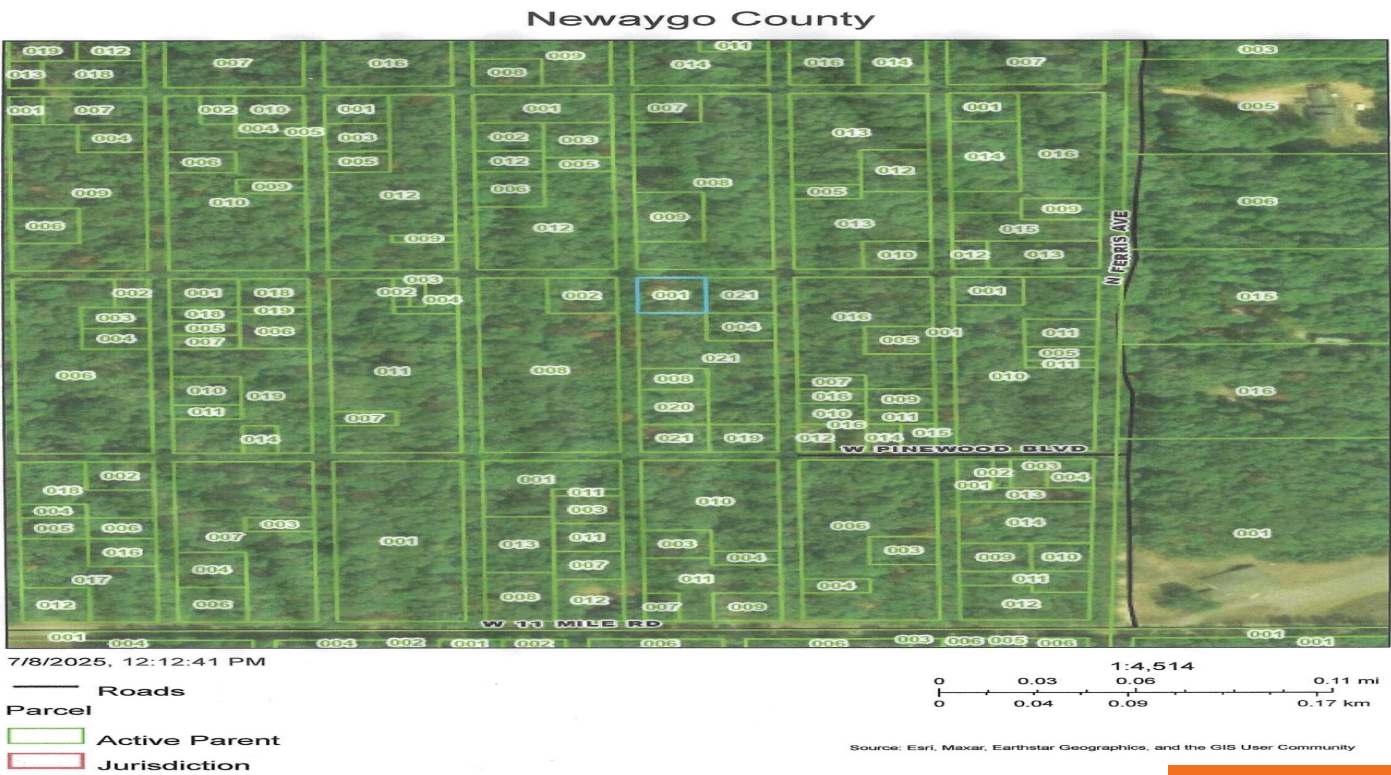 Newaygo County
019 012 007 016 009 011 016 014 007 003
013 018 008 014 005
001 007 002 010 001 001 007 001
004 004 005 003 002 003 013
006 005 012 005 012 014 016
009 009 012 006 008 005
010
006 009 012 009 013 009
009 010 012 015 013
006
N FERRIS AVE
002 001 018 003 002 001 021 001 015
002 004
003 018 019 004 016
004 005 006 005 001 011
007 005
006 011 008 021 010 011
010 019 008 007 016
011 007 020 016 009
010 011
014 021 019 012 016 014 015
W PINEWOOD BLVD
002 001 010 002 003 004
018 011 001 013
004 003 003 014
005 006 007 013 011 003 006 001
016 001 007 004 003 009 010
017 004 011 004 011
012 006 008 012 007 009 012
W 11 MILE RD
001 004 004 002 001 002 006 006 003 006 005 006 001 001
7/8/2025, 12:12:41 PM
Roads
Parcel
Active Parent
Jurisdiction
1:4,514
0 0.03 0.06 0.11 mi
0 0.04 0.09 0.17 km
Source: Esri, Maxar, Earthstar Geographics, and the GIS User Community